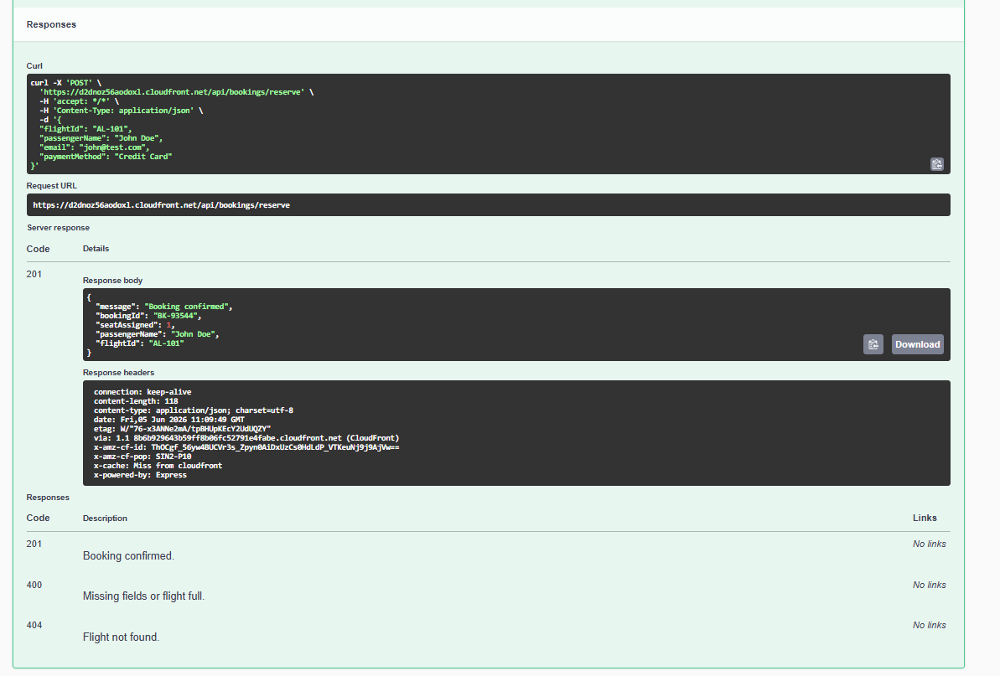 Responses
Curl
curl -X 'POST' \
'https://d2dnoz56aodoxl.cloudfront.net/api/bookings/reserve' \
-H 'accept: */*' \
-H 'Content-Type: application/json' \
-d '{
"flightId": "AL-101",
"passengerName": "John Doe",
"email": "john@test.com",
"paymentMethod": "Credit Card"
}'
Request URL
https://d2dnoz56aodoxl.cloudfront.net/api/bookings/reserve
Server response
Code Details
201
Response body
{
"message": "Booking confirmed",
"bookingId": "BK-93544",
"seatAssigned": 1,
"passengerName": "John Doe",
"flightId": "AL-101"
}
Download
Response headers
connection: keep-alive
content-length: 118
content-type: application/json; charset=utf-8
date: Fri,05 Jun 2026 11:09:49 GMT
etag: W/"76-x3ANNe2mA/tpBHUpKEcY2UdUQZY"
via: 1.1 8b6b929643b59ff8b06fc52791e4fabe.cloudfront.net (CloudFront)
x-amz-cf-id: ThOCgf_56yw4BUCVr3s_Zpyn0AiDxUzCs0HdLdP_VTKeuNj9j9AjVw==
x-amz-cf-pop: SIN2-P10
x-cache: Miss from cloudfront
x-powered-by: Express
Responses
Code Description Links
201 No links
Booking confirmed.
400 No links
Missing fields or flight full.
404 No links
Flight not found.